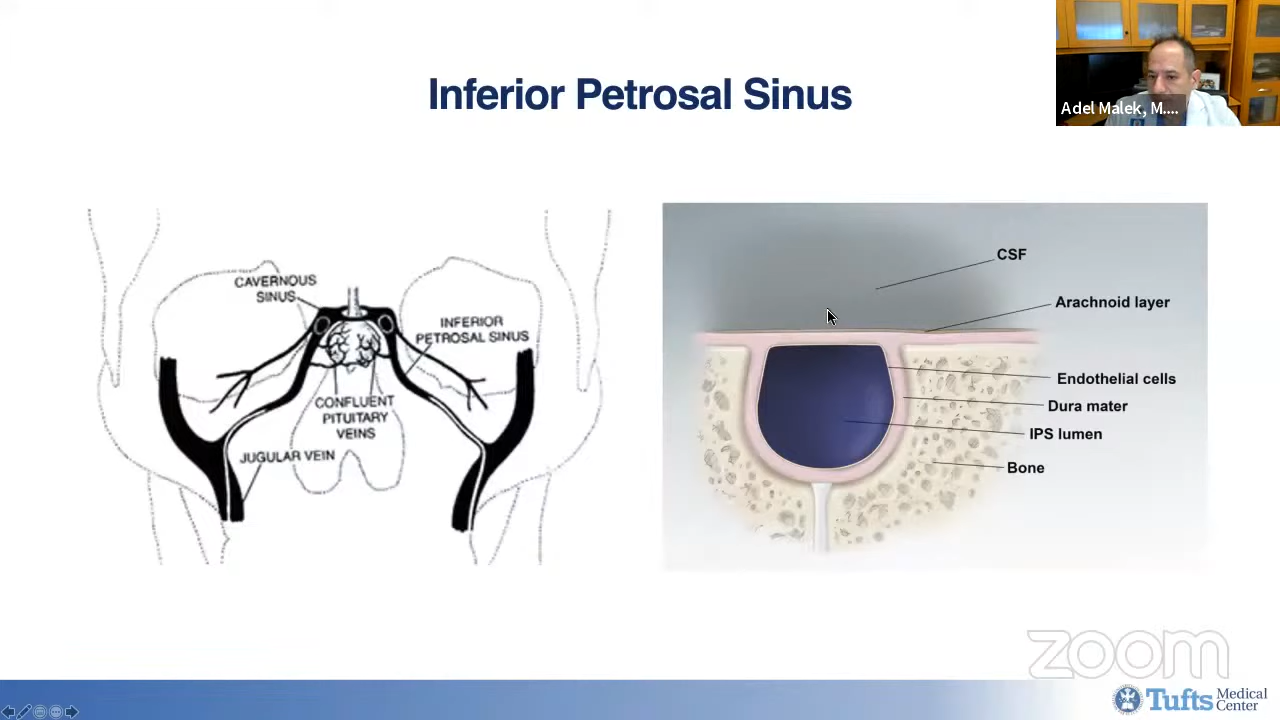 Inferior Petrosal Sinus
Adel Malek, M....
CAVERNOUS
SINUS
INFERIOR
PETROSAL SINUS
CONFLUENT
PITUITARY
VEINS
JUGULAR VEIN
CSF
Arachnoid layer
Endothelial cells
Dura mater
IPS lumen
Bone
zoom
Tufts Medical
Center